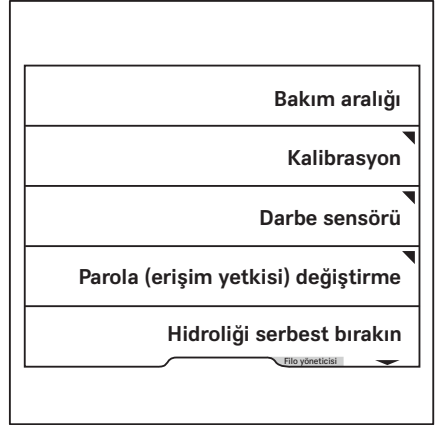 Bakım aralığı
Kalibrasyon
Darbe sensörü
Parola (erişim yetkisi) değiştirme
Hidroliği serbest bırakın
Filo yöneticisi